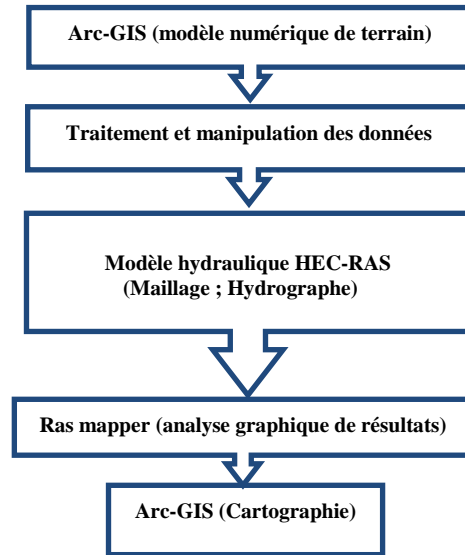 Arc-GIS (modèle numérique de terrain)
Traitement et manipulation des données
Modèle hydraulique HEC-RAS
(Maillage ; Hydrographe)
Ras mapper (analyse graphique de résultats)
Arc-GIS (Cartographie)